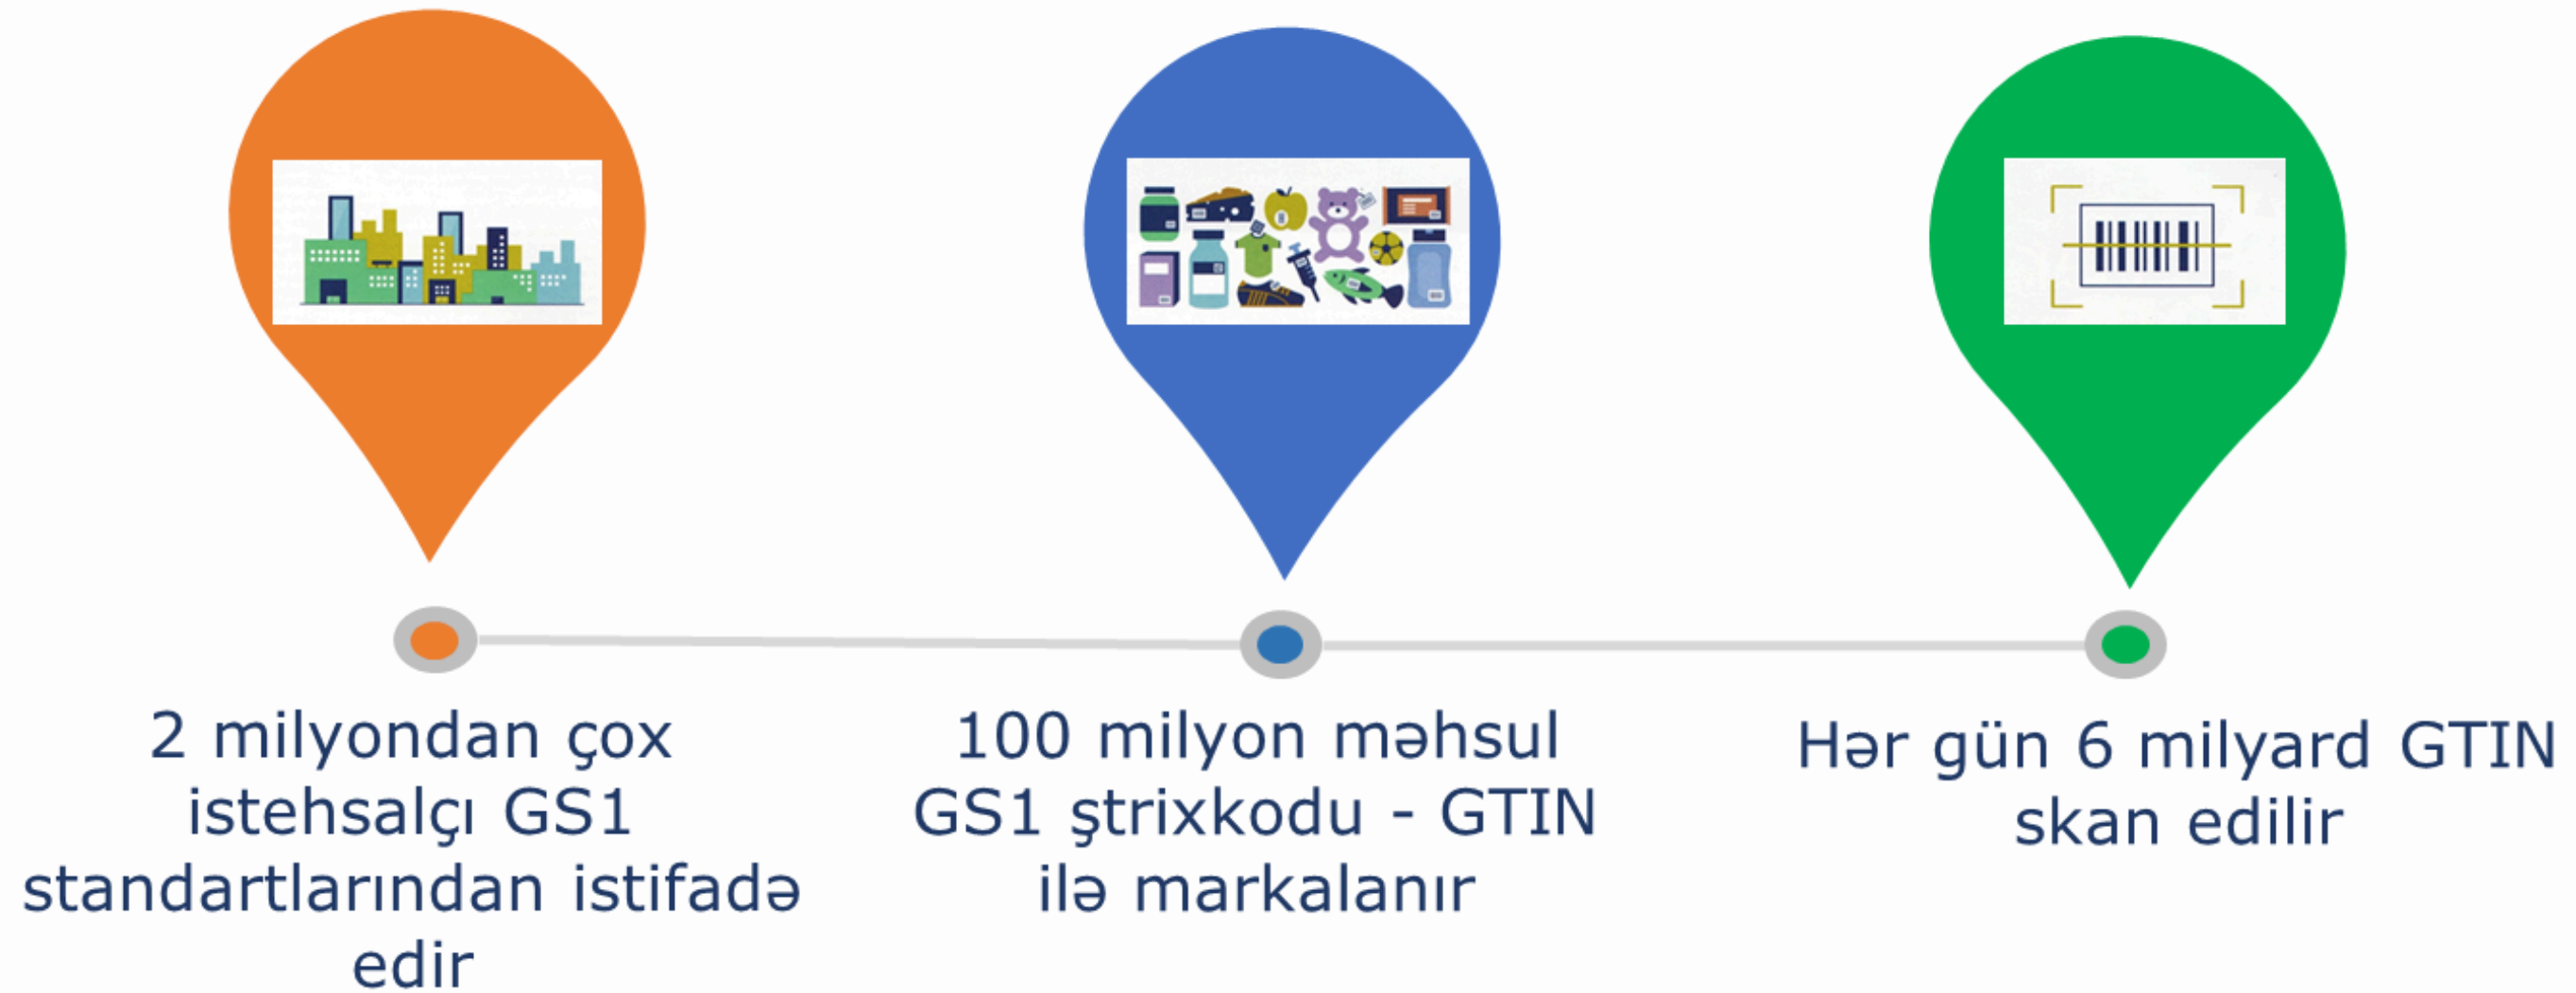 2 milyondan çox
istehsalçı GS1
standartlarından istifadə
edir
100 milyon məhsul
GS1 ştrixkodu - GTIN
ilə markalanır
Hər gün 6 milyard GTIN
skan edilir